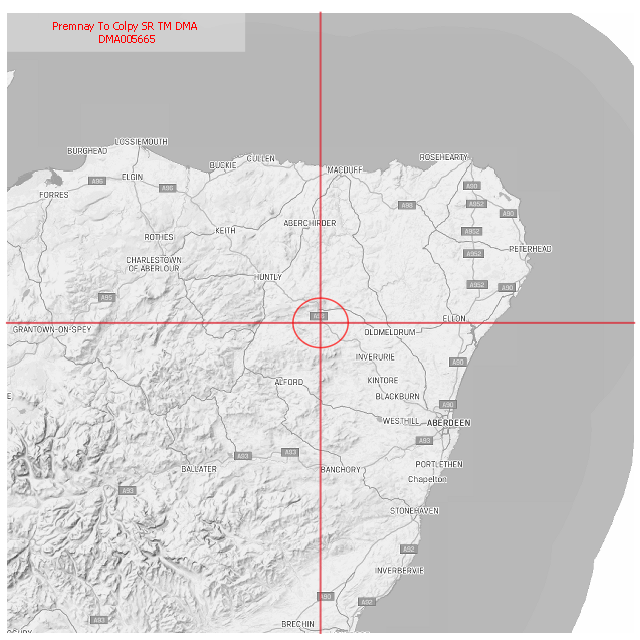 Premnay To Colpy SR TM DMA
DMA005665
LOSSIEMOUTH
BURGHEAD
CULLEN
ROSEHEARTY
BUCKIE
MACDUFF
A96
ELGIN
A98
A90
FORRES
A98
A952
A90
ABERCHIRDER
KEITH
A952
ROTHES
PETERHEAD
A952
CHARLESTOWN
OF ABERLOUR
HUNTLY
A952
A90
A95
ELLON
GRANTOWN-ON-SPEY
OLDMELDRUM
INVERURIE
A90
ALFORD
KINTORE
BLACKBURN
A90
WESTHILL
ABERDEEN
A93
A93
A93
PORTLETHEN
BALLATER
BANCHORY
Chapelton
A93
STONEHAVEN
A92
INVERBERVIE
A90
A92
A93
BRECHIN